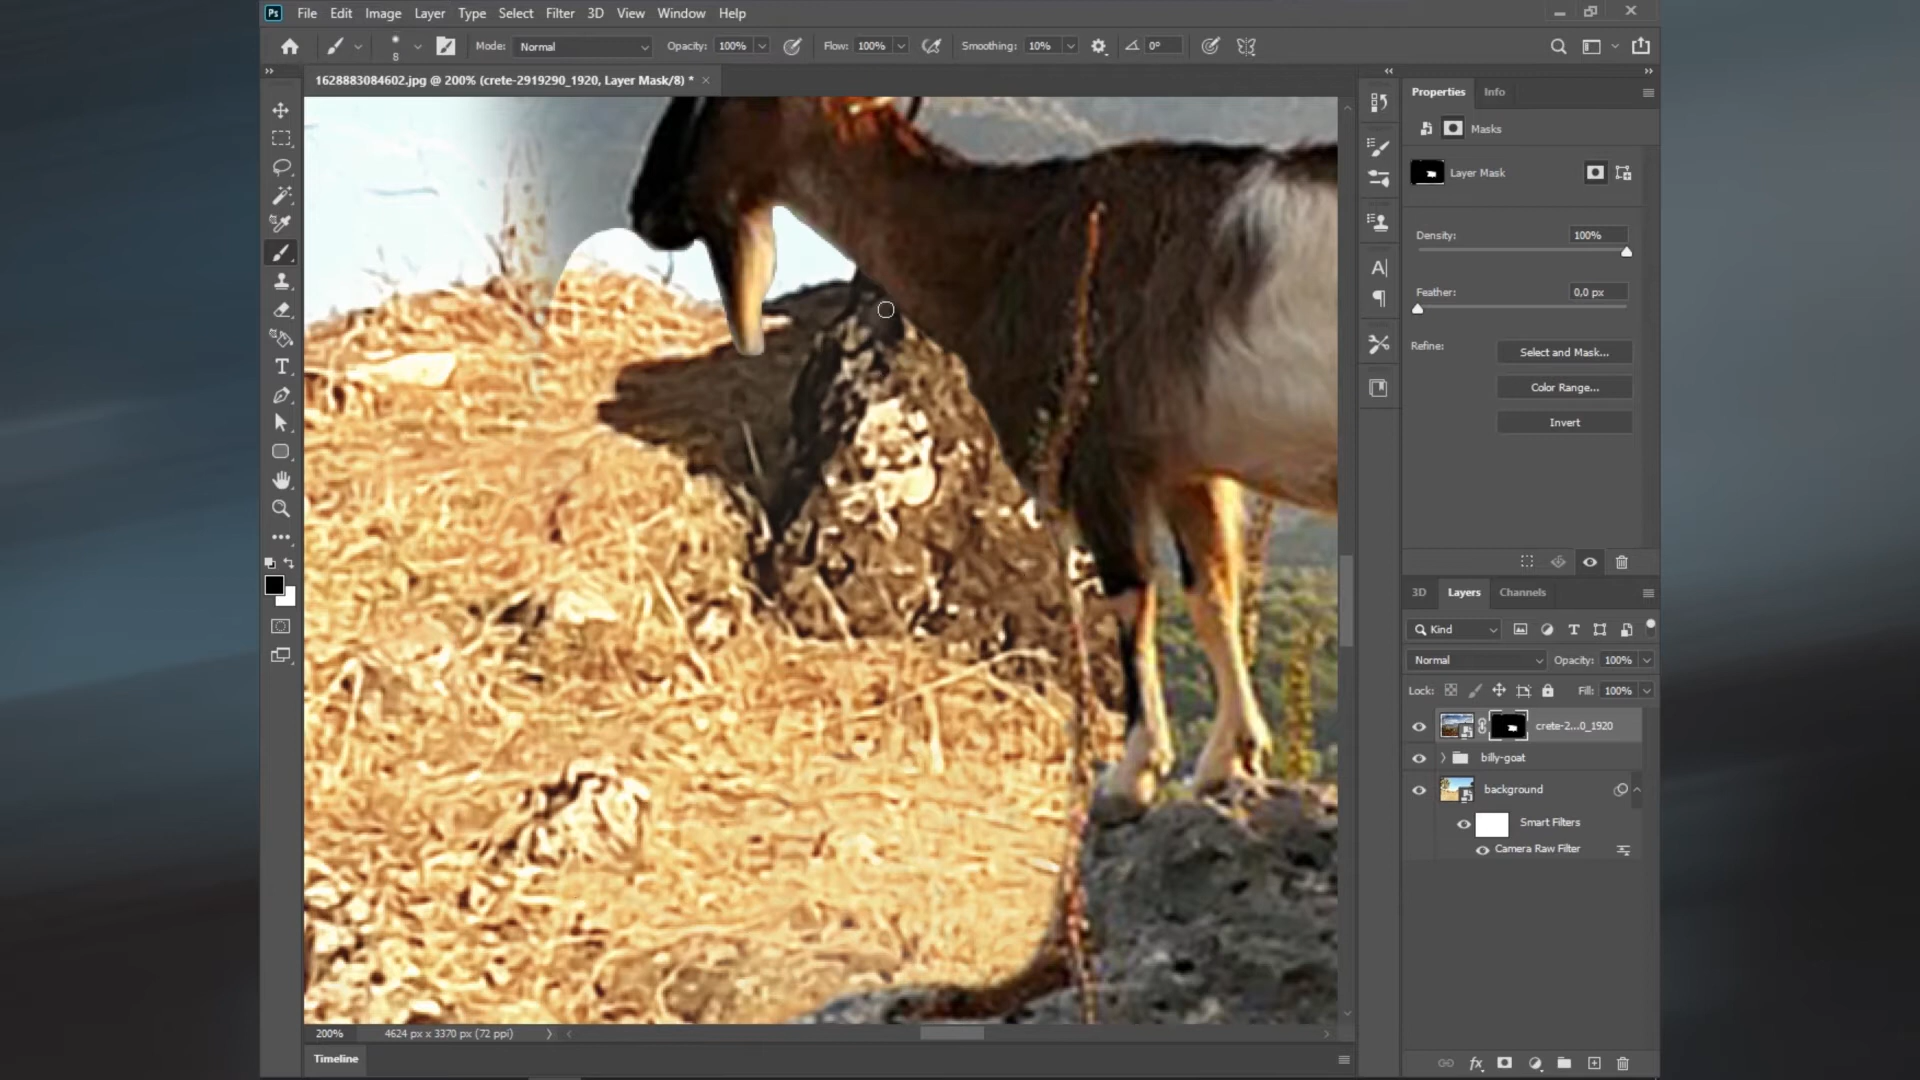 Ps File Edit Image Layer Type Select Filter 3D View Window Help
8 Mode: Normal Opacity: 100% Flow: 100% Smoothing: 10% 0°
1628883084602.jpg @ 200% (crete-2919290_1920, Layer Mask/8) * ×
Properties Info
Masks
Layer Mask
Density: 100%
Feather: 0,0 px
Refine: Select and Mask...
Color Range...
Invert
3D Layers Channels
Kind
Normal Opacity: 100%
Lock: Fill: 100%
crete-2...0_1920
billy-goat
background
Smart Filters
Camera Raw Filter
200% 4624 px x 3370 px (72 ppi)
Timeline